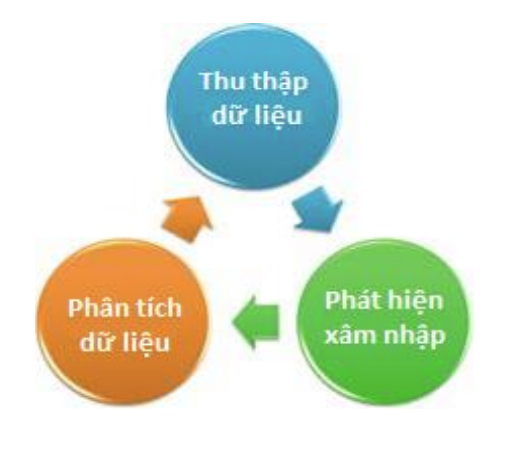 Thu thập
dữ liệu
Phát hiện
xâm nhập
Phân tích
dữ liệu